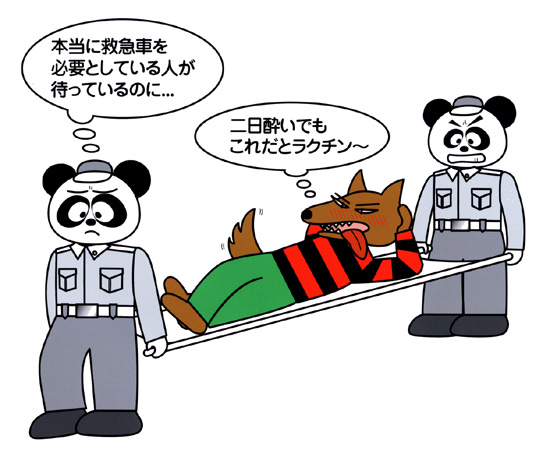 本当に救急車を
必要としている人が
待っているのに...
二日酔いでも
これだとラクチン～